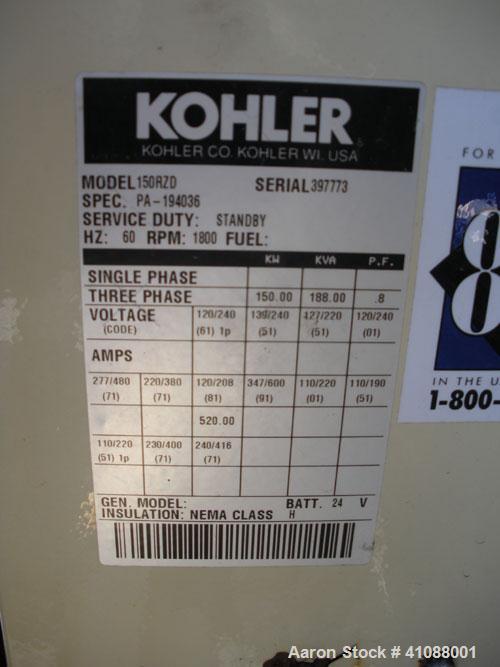 KOHLER
KOHLER CO. KOHLER WI. USA
MODEL 150RZD SERIAL 397773
SPEC. PA-194036
SERVICE DUTY: STANDBY
HZ: 60 RPM: 1800 FUEL:
KW KVA P.F.
SINGLE PHASE
THREE PHASE 150.00 188.00 .8
VOLTAGE 120/240 139/240 127/220 120/240
(CODE) (61) 1p (51) (51) (01)
AMPS
277/480 220/380 120/208 347/600 110/220 110/190
(71) (71) (81) (91) (01) (51)
520.00
110/220 230/400 240/416
(51) 1p (71) (71)
GEN. MODEL: BATT. 24 V
INSULATION: NEMA CLASS H
FOR
8
IN THE U
1-800-
Aaron Stock # 41088001